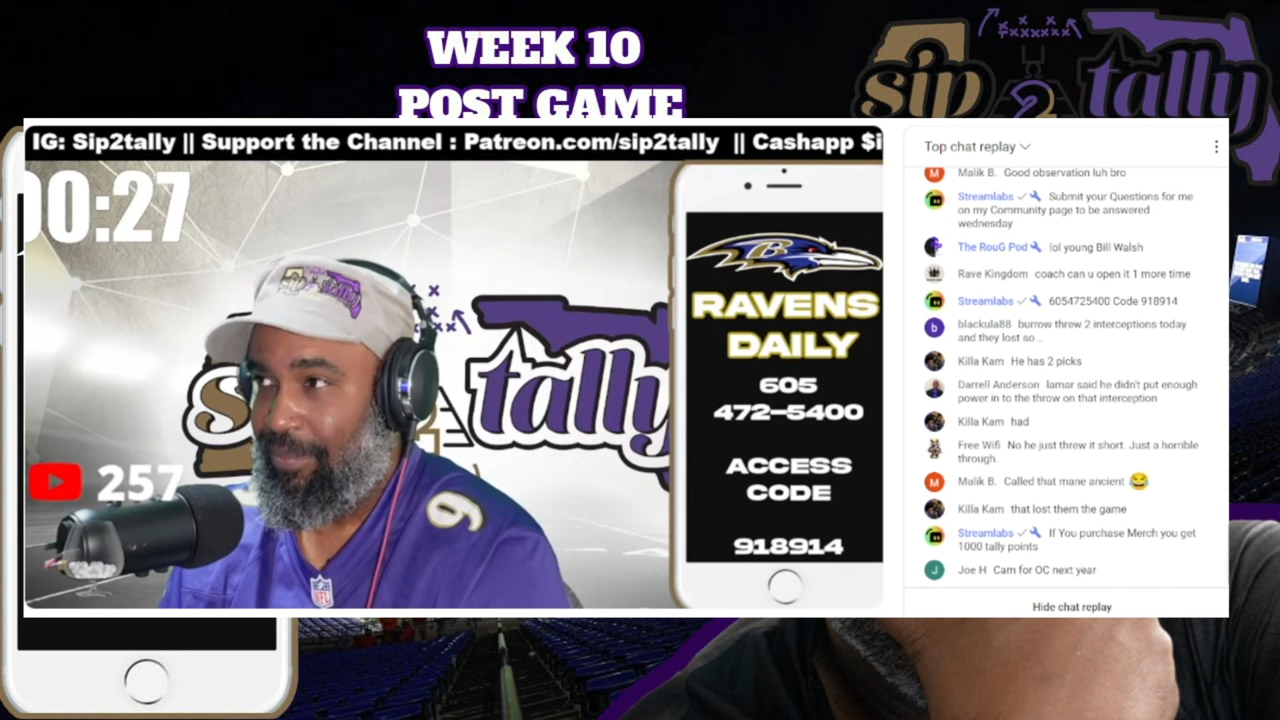 WEEK 10
POST GAME
sip 2 tally
IG: Sip2tally || Support the Channel : Patreon.com/sip2tally || Cashapp $i
00:27
tally
257
9
NFL
B
RAVENS
DAILY
605
472-5400
ACCESS
CODE
918914
Top chat replay
M Malik B. Good observation luh bro
Streamlabs Submit your Questions for me
on my Community page to be answered
wednesday
The RouG Pod lol young Bill Walsh
Rave Kingdom coach can u open it 1 more time
Streamlabs 6054725400 Code 918914
b blackula88 burrow threw 2 interceptions today
and they lost so ..
Killa Kam He has 2 picks
Darrell Anderson lamar said he didn't put enough
power in to the throw on that interception
Killa Kam had
Free Wifi No he just threw it short. Just a horrible
through.
M Malik B. Called that mane ancient 😂
Killa Kam that lost them the game
Streamlabs If You purchase Merch you get
1000 tally points
J Joe H Cam for OC next year
Hide chat replay